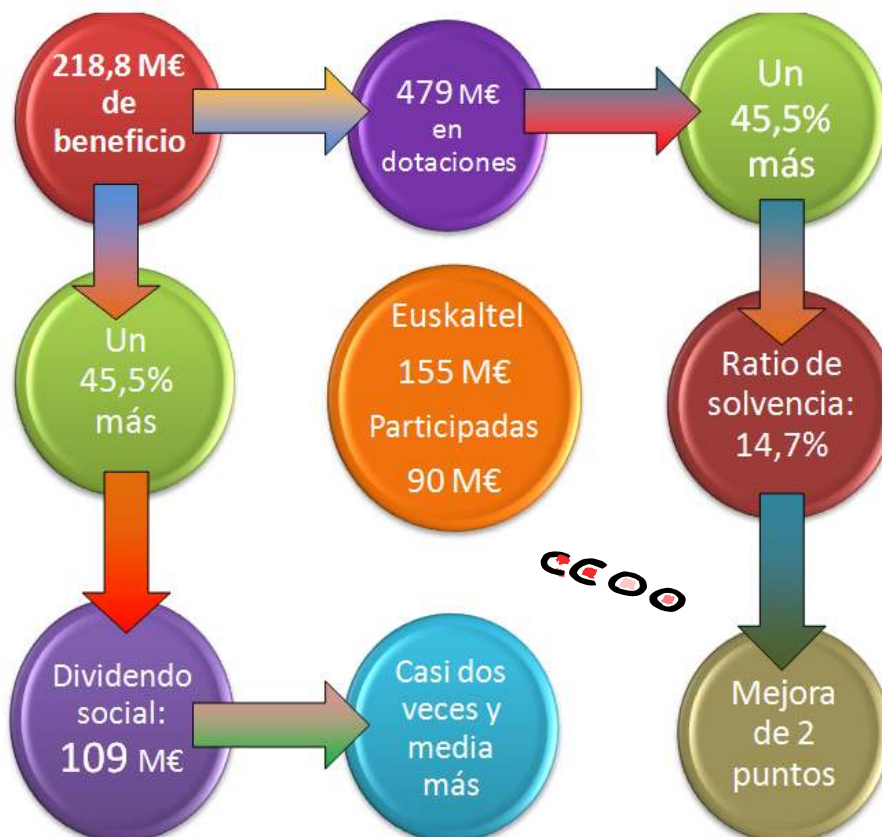 218,8 M€
de
beneficio
479 M€
en
dotaciones
Un
45,5%
más
Un
45,5%
más
Euskaltel
155 M€
Participadas
90 M€
Ratio de
solvencia:
14,7%
CCOO
Dividendo
social:
109 M€
Casi dos
veces y
media
más
Mejora
de 2
puntos